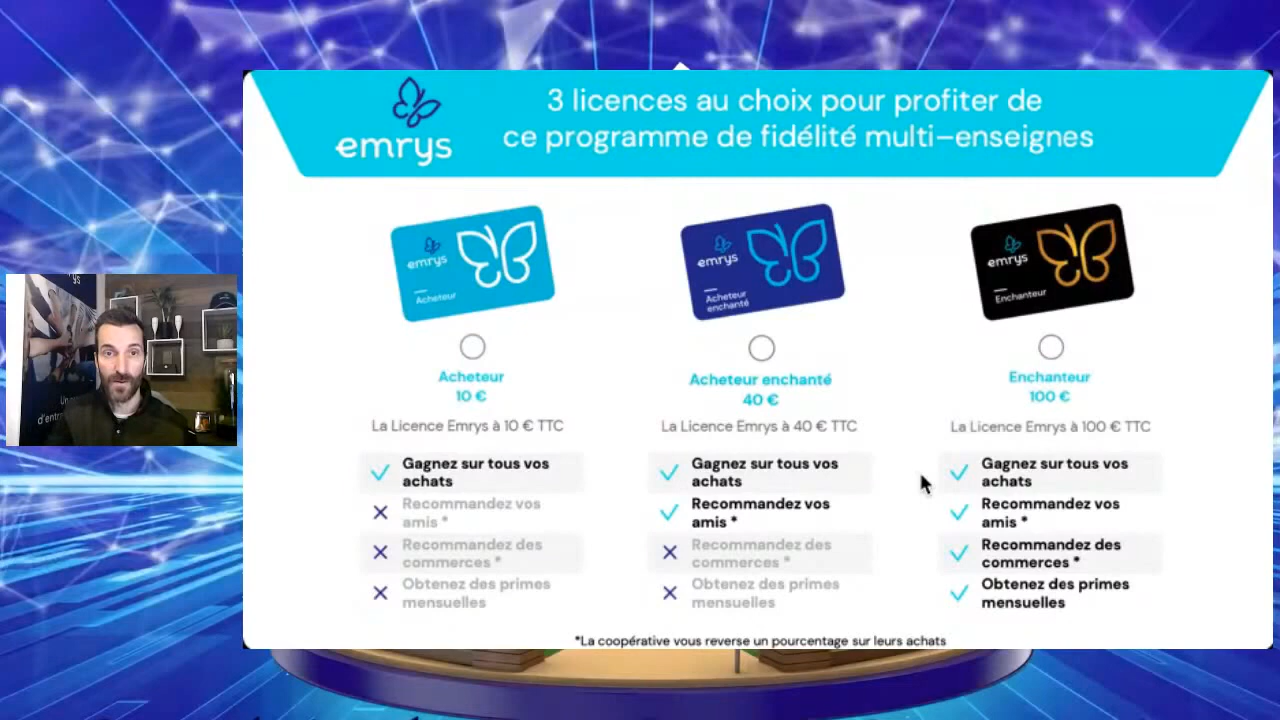 emrys
3 licences au choix pour profiter de
ce programme de fidélité multi-enseignes
emrys
Acheteur
emrys
Acheteur
enchanté
emrys
Enchanteur
Acheteur
10 €
La Licence Emrys à 10 € TTC
Gagnez sur tous vos
achats
Recommandez vos
amis *
Recommandez des
commerces *
Obtenez des primes
mensuelles
Acheteur enchanté
40 €
La Licence Emrys à 40 € TTC
Gagnez sur tous vos
achats
Recommandez vos
amis *
Recommandez des
commerces *
Obtenez des primes
mensuelles
Enchanteur
100 €
La Licence Emrys à 100 € TTC
Gagnez sur tous vos
achats
Recommandez vos
amis *
Recommandez des
commerces *
Obtenez des primes
mensuelles
*La coopérative vous reverse un pourcentage sur leurs achats